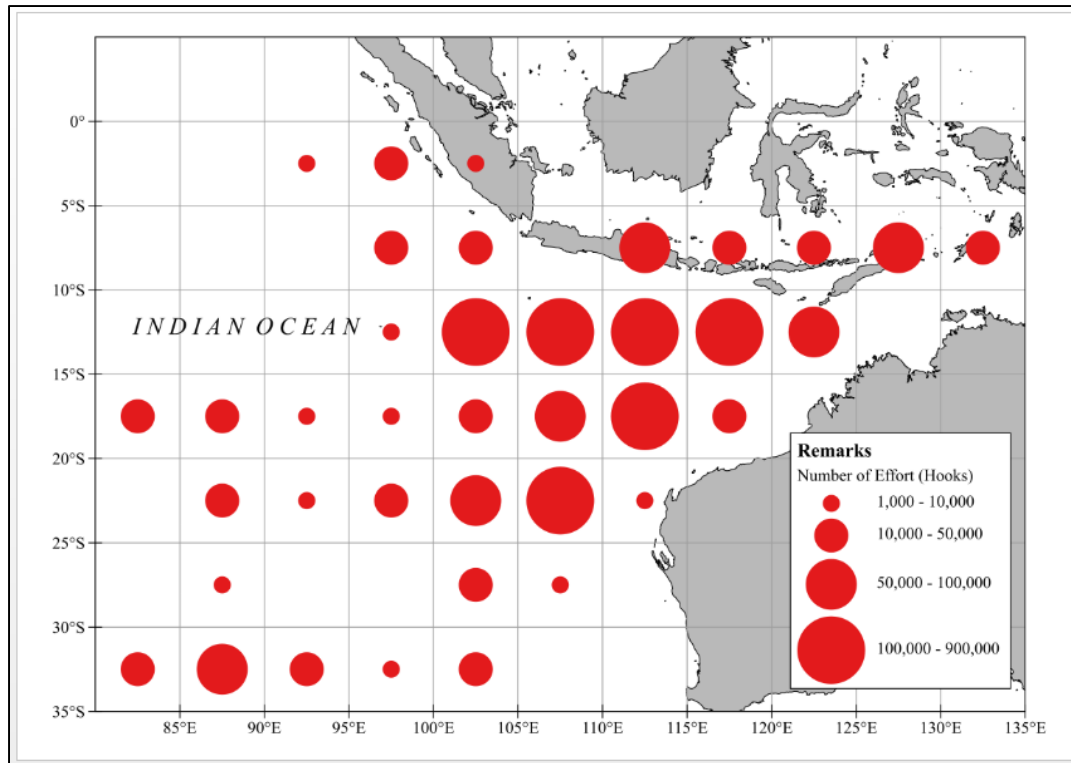 0°
5°S
10°S
INDIAN OCEAN
15°S
20°S
25°S
30°S
35°S
Remarks
Number of Effort (Hooks)
1,000 - 10,000
10,000 - 50,000
50,000 - 100,000
100,000 - 900,000
85°E 90°E 95°E 100°E 105°E 110°E 115°E 120°E 125°E 130°E 135°E